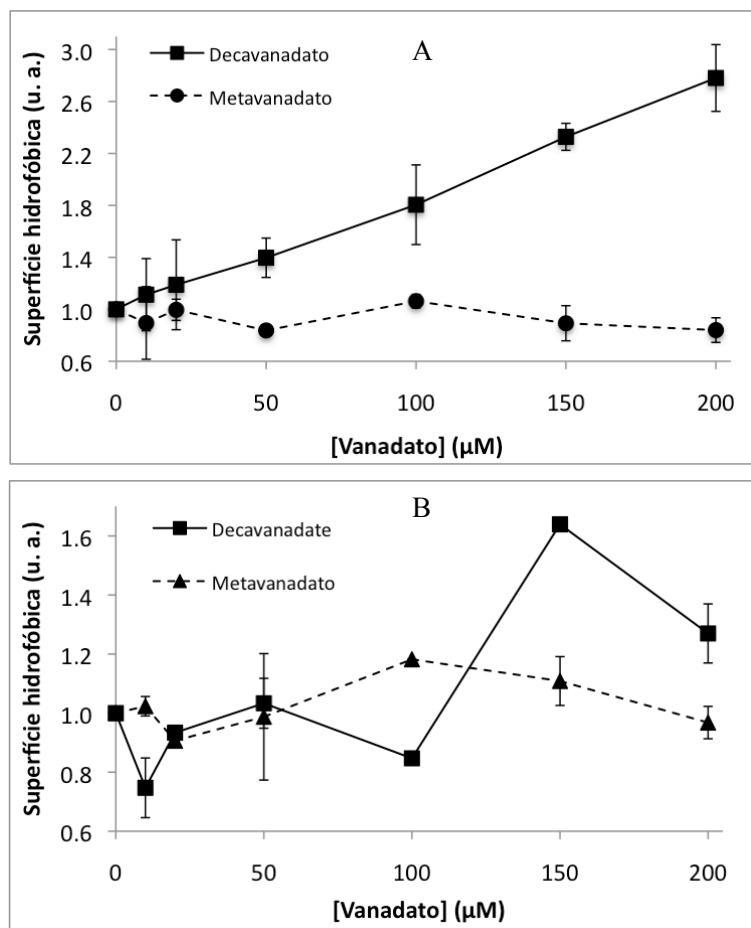 A
Decavanadato
Metavanadato
Superfície hidrofóbica (u. a.)
3.0
2.6
2.2
1.8
1.4
1.0
0.6
0 50 100 150 200
[Vanadato] (µM)
B
Decavanadate
Metavanadato
Superfície hidrofóbica (u. a.)
1.6
1.4
1.2
1.0
0.8
0.6
0 50 100 150 200
[Vanadato] (µM)